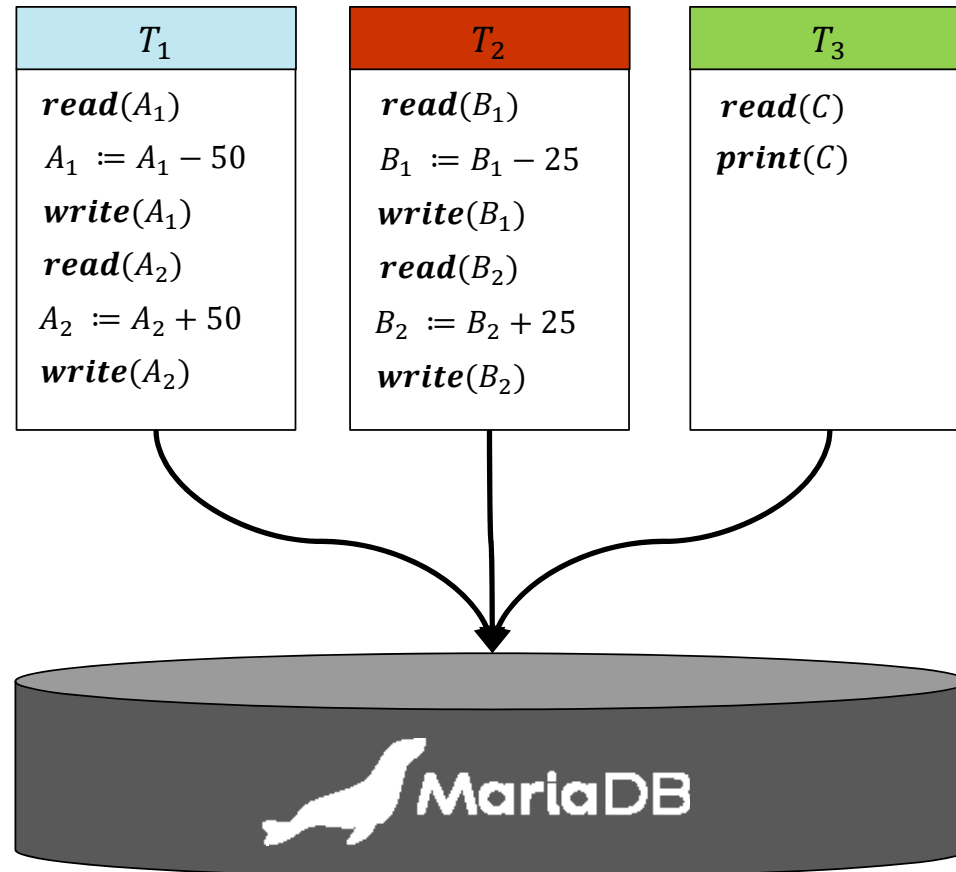 T₁
read(A₁)
A₁ := A₁ − 50
write(A₁)
read(A₂)
A₂ := A₂ + 50
write(A₂)
T₂
read(B₁)
B₁ := B₁ − 25
write(B₁)
read(B₂)
B₂ := B₂ + 25
write(B₂)
T₃
read(C)
print(C)
MariaDB